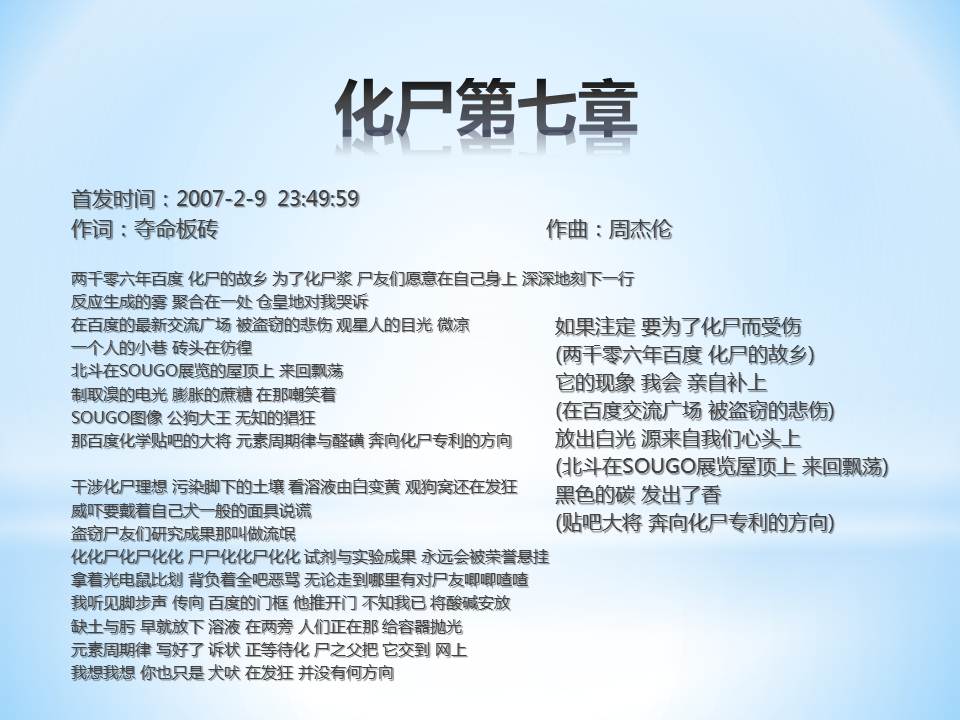 化尸第七章
首发时间：2007-2-9 23:49:59
作词：夺命板砖 作曲：周杰伦
两千零六年百度 化尸的故乡 为了化尸浆 尸友们愿意在自己身上 深深地刻下一行
反应生成的雾 聚合在一处 仓皇地对我哭诉
在百度的最新交流广场 被盗窃的悲伤 观星人的目光 微凉
一个人的小巷 砖头在彷徨
北斗在SOUGO展览的屋顶上 来回飘荡
制取溴的电光 膨胀的蔗糖 在那嘲笑着
SOUGO图像 公狗大王 无知的猖狂
那百度化学贴吧的大将 元素周期律与醛磺 奔向化尸专利的方向
干涉化尸理想 污染脚下的土壤 看溶液由白变黄 观狗窝还在发狂
威吓要戴着自己犬一般的面具说谎
盗窃尸友们研究成果那叫做流氓
化化尸化尸化化 尸尸化化尸化化 试剂与实验成果 永远会被荣誉悬挂
拿着光电鼠比划 背负着全吧恶骂 无论走到哪里有对尸友唧唧喳喳
我听见脚步声 传向 百度的门框 他推开门 不知我已 将酸碱安放
缺土与肟 早就放下 溶液 在两旁 人们正在那 给容器抛光
元素周期律 写好了 诉状 正等待化 尸之父把 它交到 网上
我想我想 你也只是 犬吠 在发狂 并没有何方向
如果注定 要为了化尸而受伤
(两千零六年百度 化尸的故乡)
它的现象 我会 亲自补上
(在百度交流广场 被盗窃的悲伤)
放出白光 源来自我们心头上
(北斗在SOUGO展览屋顶上 来回飘荡)
黑色的碳 发出了香
(贴吧大将 奔向化尸专利的方向)